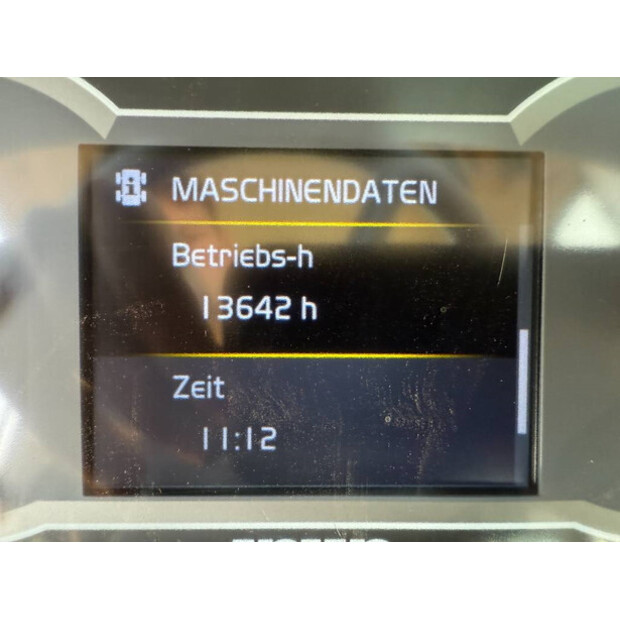 MASCHINENDATEN
Betriebs-h
13642 h
Zeit
11:12